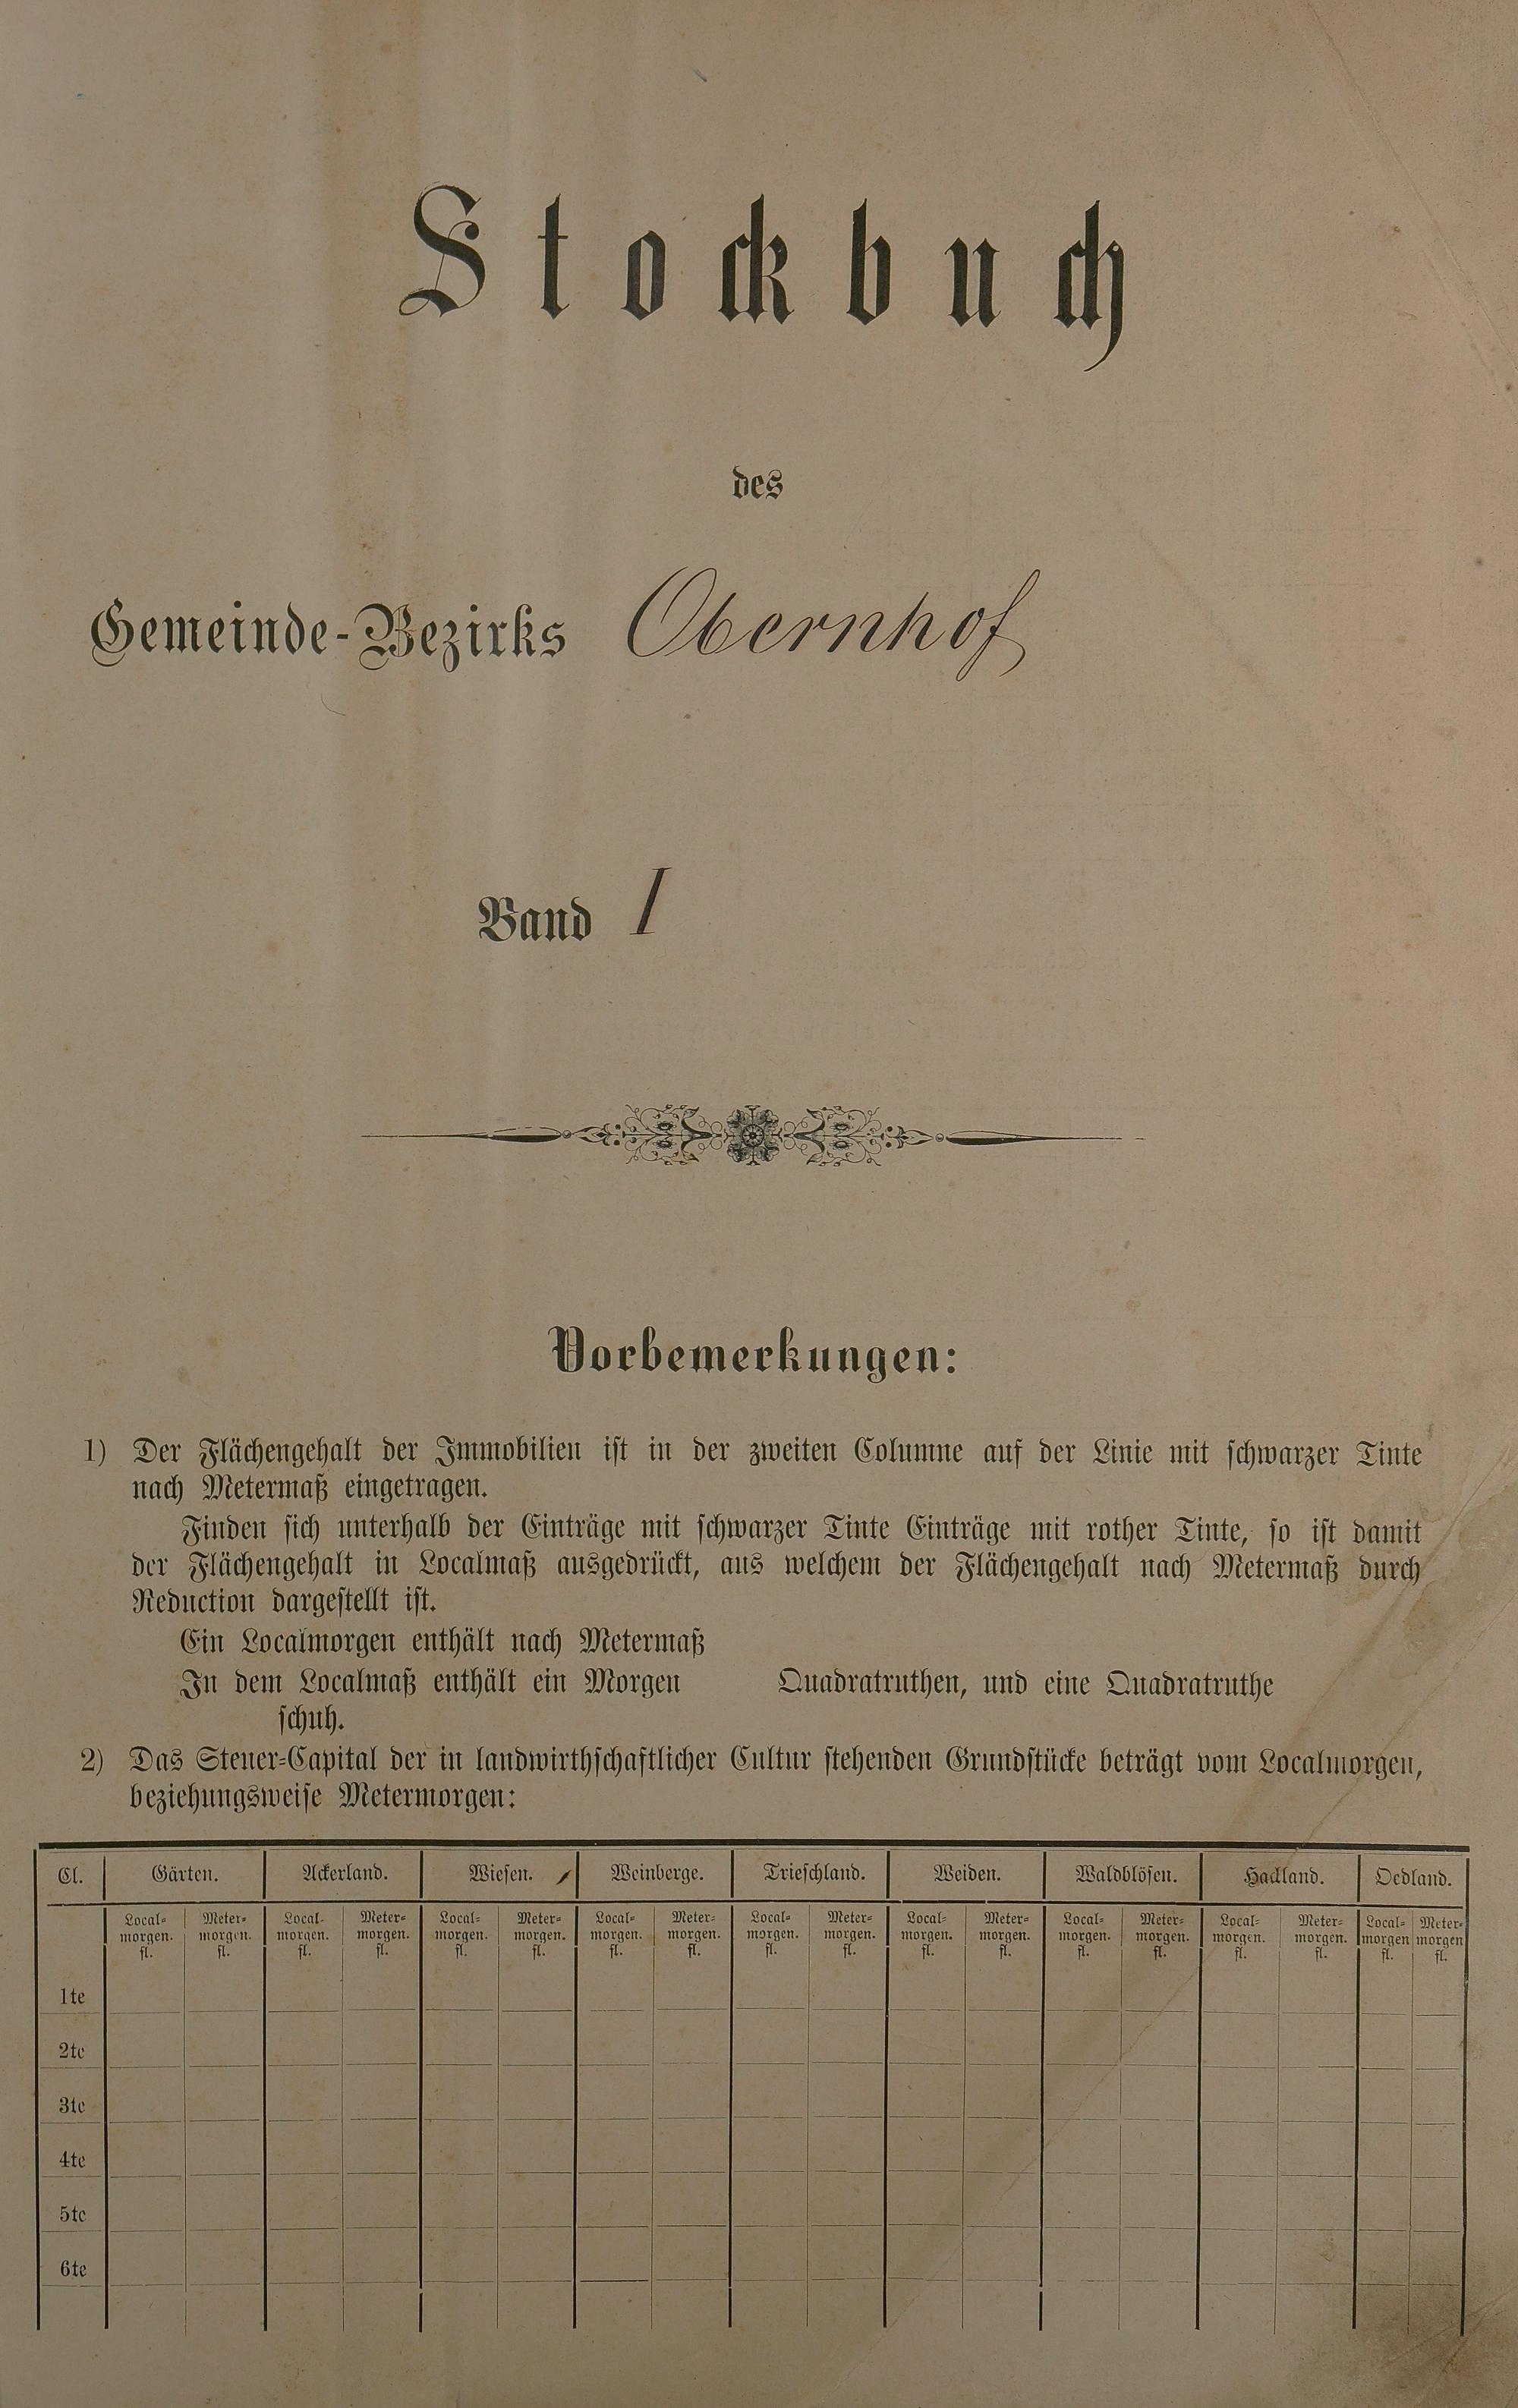 Stockbuch
des
Gemeinde-Bezirks Obernhof
Band I
Vorbemerkungen:
1) Der Flächengehalt der Immobilien ist in der zweiten Columne auf der Linie mit schwarzer Tinte
nach Metermaß eingetragen.
Finden sich unterhalb der Einträge mit schwarzer Tinte Einträge mit rother Tinte, so ist damit
der Flächengehalt in Localmaß ausgedrückt, aus welchem der Flächengehalt nach Metermaß durch
Reduction dargestellt ist.
Ein Localmorgen enthält nach Metermaß
In dem Localmaß enthält ein Morgen Quadratruthen, und eine Quadratruthe
schuh.
2) Das Steuer-Capital der in landwirthschaftlicher Cultur stehenden Grundstücke beträgt vom Localmorgen,
beziehungsweise Metermorgen:
Cl. Gärten. Ackerland. Wiesen. Weinberge. Trieschland. Weiden. Waldblösen. Hackland. Oedland.
Local- Meter- Local- Meter- Local- Meter- Local- Meter- Local- Meter- Local- Meter- Local- Meter- Local- Meter- Local- Meter-
morgen. morgen. morgen. morgen. morgen. morgen. morgen. morgen. morgen. morgen. morgen. morgen. morgen. morgen. morgen. morgen. morgen morgen
fl. fl. fl. fl. fl. fl. fl. fl. fl. fl. fl. fl. fl. fl. fl. fl. fl. fl.
1te
2te
3te
4te
5te
6te